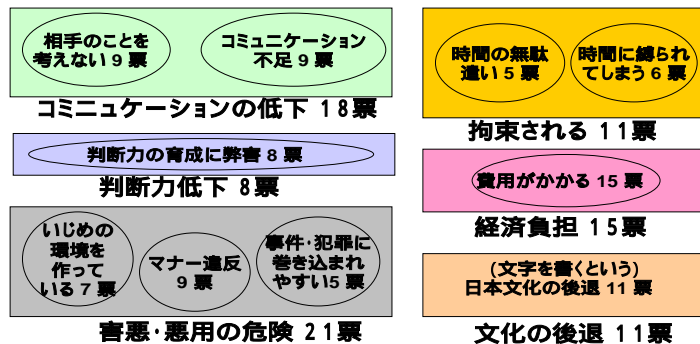 相手のことを
考えない 9 票
コミュニケーション
不足 9 票
コミニュケーションの低下 18票
判断力の育成に弊害 8 票
判断力低下 8票
いじめの
環境を
作って
いる 7 票
マナー違反
9 票
事件・犯罪に
巻き込まれ
やすい5 票
害悪・悪用の危険 21票
時間の無駄
遣い 5 票
時間に縛られ
てしまう 6 票
拘束される 11票
費用がかかる 15 票
経済負担 15票
(文字を書くという)
日本文化の後退 11 票
文化の後退 11票